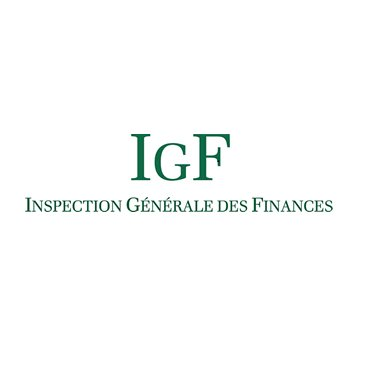 IGF
INSPECTION GÉNÉRALE DES FINANCES